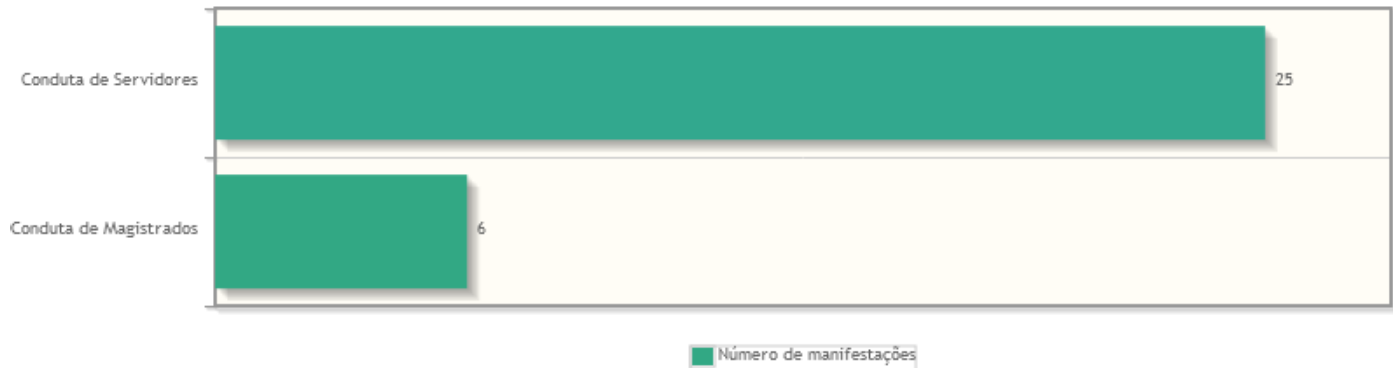 Conduta de Servidores
25
Conduta de Magistrados
6
Número de manifestações